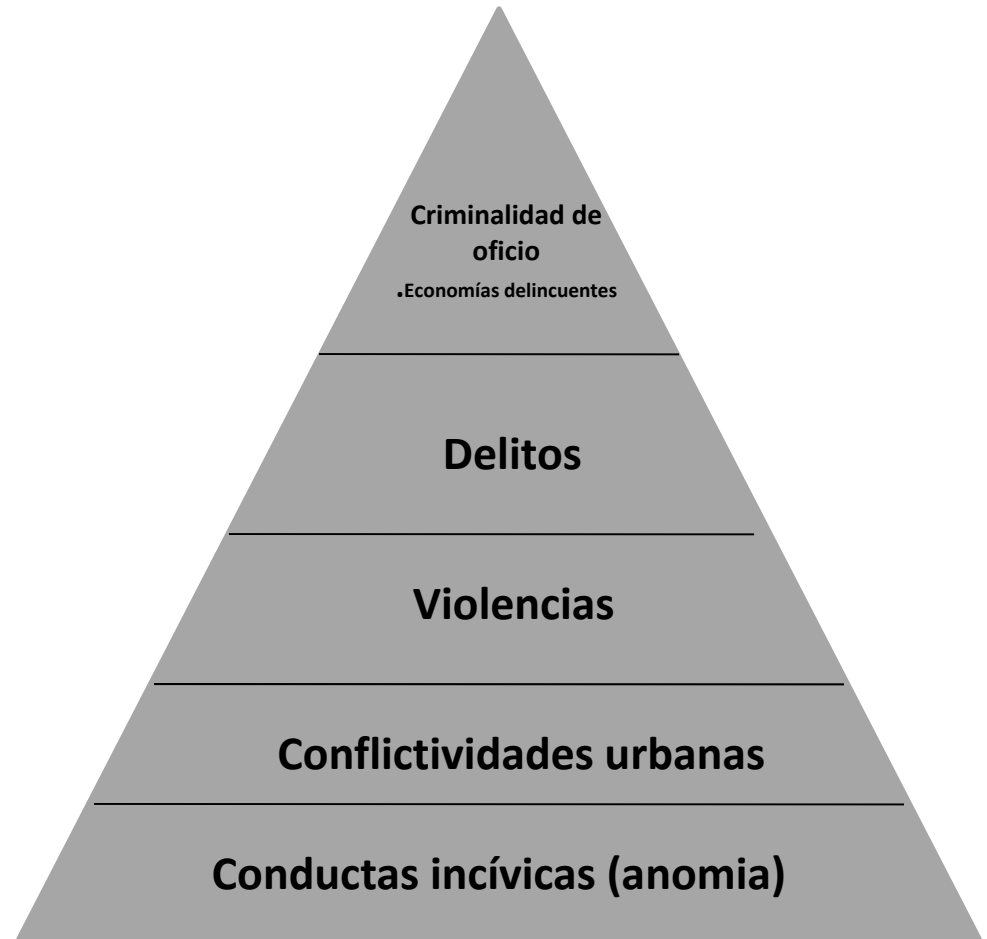 Criminalidad de
oficio
.Economías delincuentes
Delitos
Violencias
Conflictividades urbanas
Conductas incívicas (anomia)